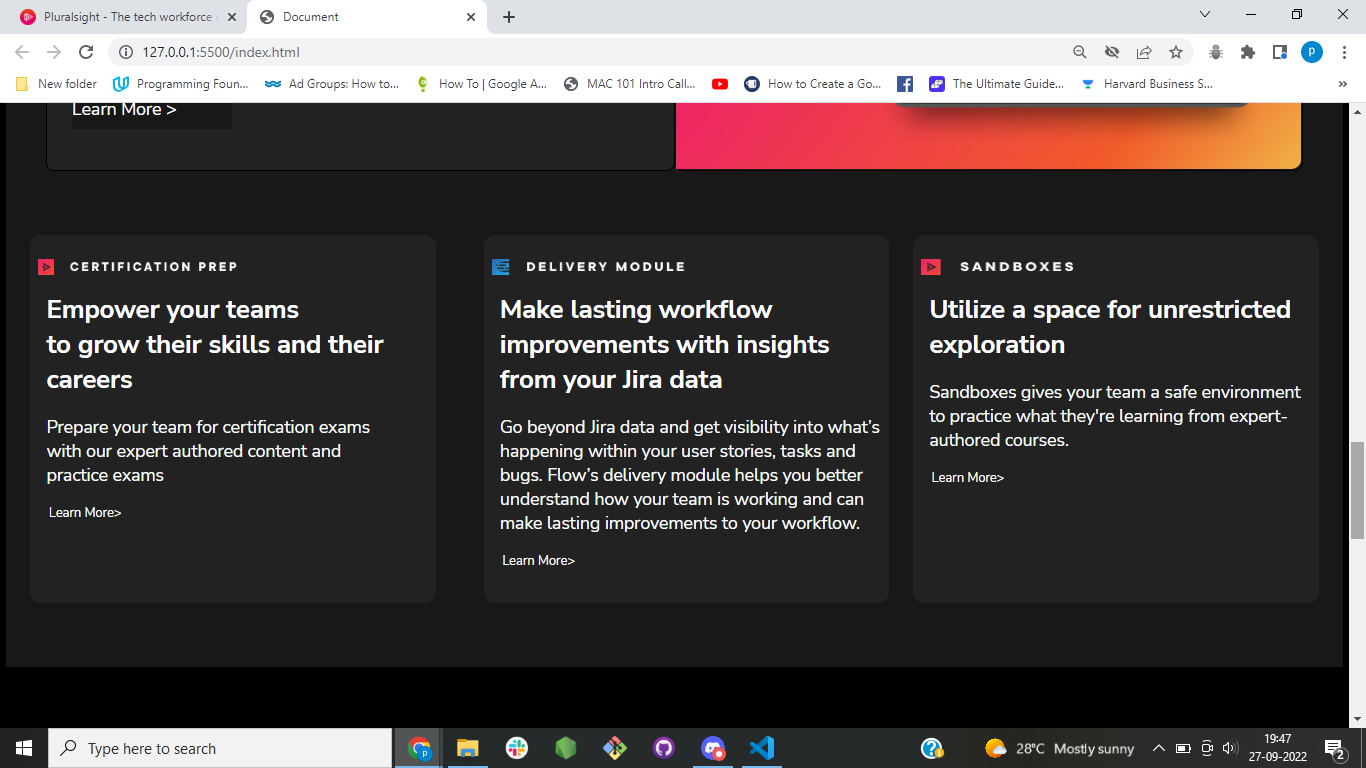 Pluralsight - The tech workforce
Document
127.0.0.1:5500/index.html
P
New folder
Programming Foun...
Ad Groups: How to...
How To | Google A...
MAC 101 Intro Call...
How to Create a Go...
The Ultimate Guide...
Harvard Business S...
»
Learn More >
CERTIFICATION PREP
Empower your teams
to grow their skills and their
careers
Prepare your team for certification exams
with our expert authored content and
practice exams
Learn More>
DELIVERY MODULE
Make lasting workflow
improvements with insights
from your Jira data
Go beyond Jira data and get visibility into what’s
happening within your user stories, tasks and
bugs. Flow’s delivery module helps you better
understand how your team is working and can
make lasting improvements to your workflow.
Learn More>
SANDBOXES
Utilize a space for unrestricted
exploration
Sandboxes gives your team a safe environment
to practice what they're learning from expert-
authored courses.
Learn More>
Type here to search
28°C Mostly sunny
19:47
27-09-2022
2